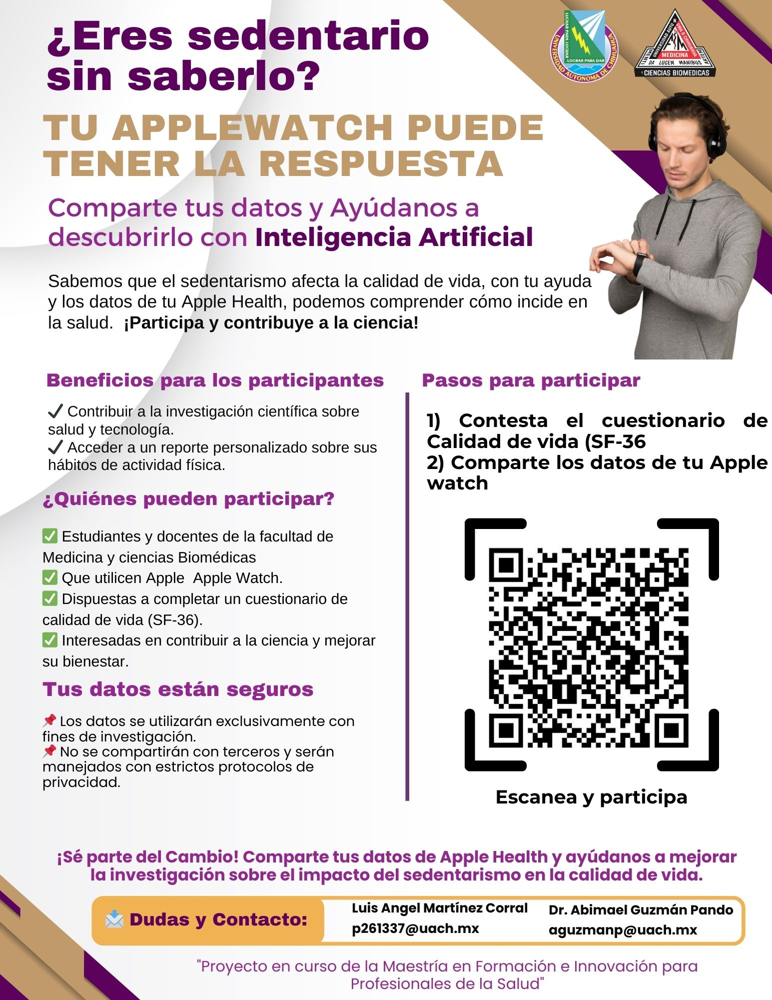 ¿Eres sedentario
sin saberlo?
LUCHAR PARA LOGRAR
LOGRAR PARA DAR
UNIVERSIDAD AUTONOMA DE CHIHUAHUA
MEDICINA
DA LUCEM MANIBUS
Y CIENCIAS BIOMEDICAS
TU APPLEWATCH PUEDE
TENER LA RESPUESTA
Comparte tus datos y Ayúdanos a
descubrirlo con Inteligencia Artificial
Sabemos que el sedentarismo afecta la calidad de vida, con tu ayuda
y los datos de tu Apple Health, podemos comprender cómo incide en
la salud. ¡Participa y contribuye a la ciencia!
Beneficios para los participantes
✓ Contribuir a la investigación científica sobre
salud y tecnología.
✓ Acceder a un reporte personalizado sobre sus
hábitos de actividad física.
¿Quiénes pueden participar?
✅ Estudiantes y docentes de la facultad de
Medicina y ciencias Biomédicas
✅ Que utilicen Apple Apple Watch.
✅ Dispuestas a completar un cuestionario de
calidad de vida (SF-36).
✅ Interesadas en contribuir a la ciencia y mejorar
su bienestar.
Tus datos están seguros
📌 Los datos se utilizarán exclusivamente con
fines de investigación.
📌 No se compartirán con terceros y serán
manejados con estrictos protocolos de
privacidad.
Pasos para participar
1) Contesta el cuestionario de
Calidad de vida (SF-36
2) Comparte los datos de tu Apple
watch
Escanea y participa
¡Sé parte del Cambio! Comparte tus datos de Apple Health y ayúdanos a mejorar
la investigación sobre el impacto del sedentarismo en la calidad de vida.
📩 Dudas y Contacto:
Luis Angel Martínez Corral
p261337@uach.mx
Dr. Abimael Guzmán Pando
aguzmanp@uach.mx
"Proyecto en curso de la Maestría en Formación e Innovación para
Profesionales de la Salud"